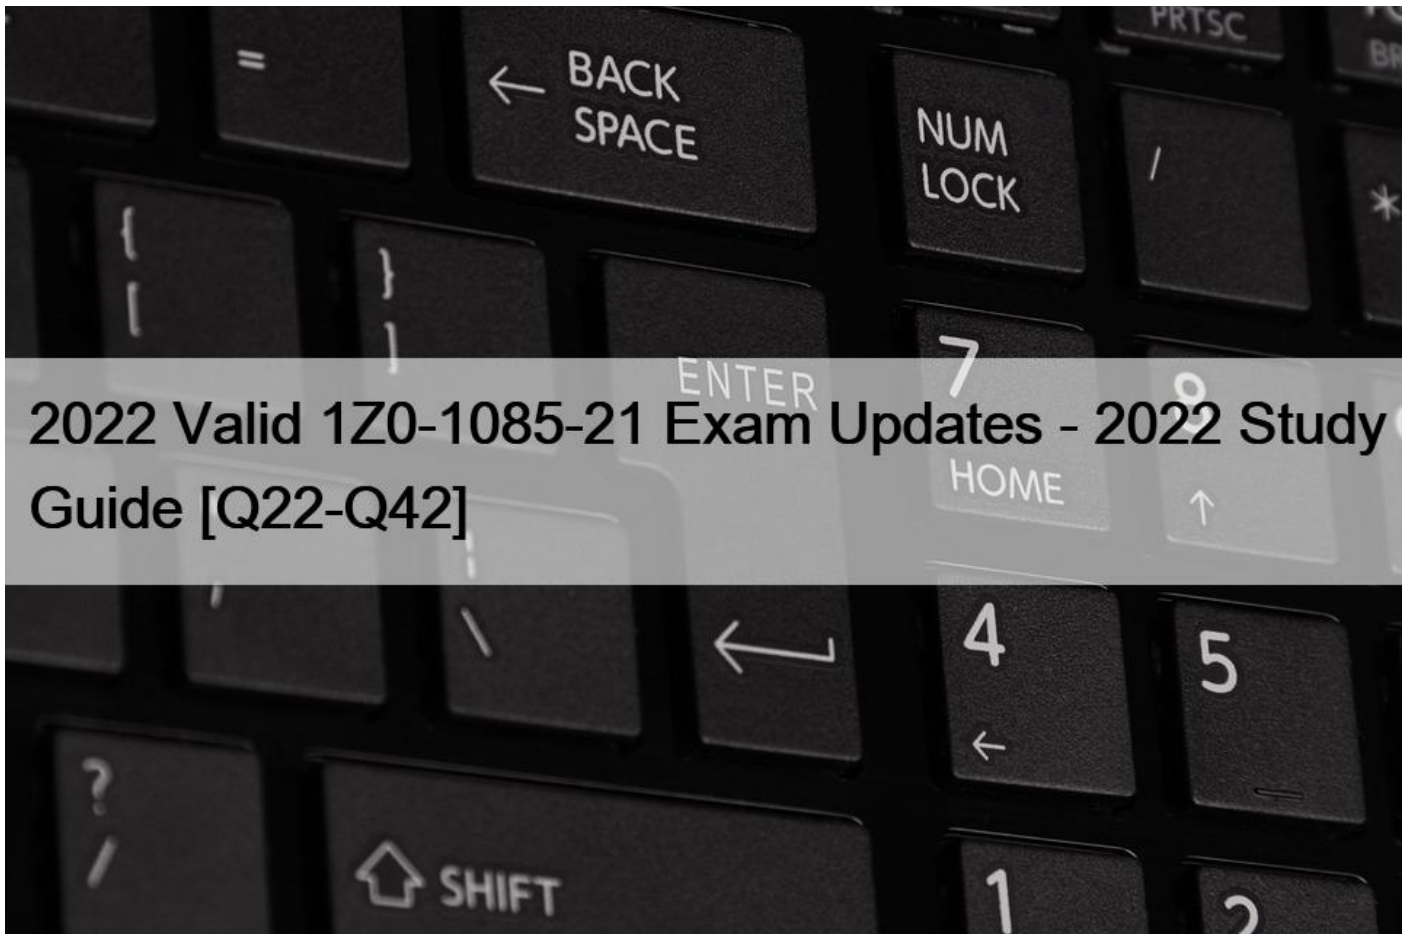 PRTSC
=
← BACK
SPACE
NUM
LOCK
/
*
{
[
}
]
ENTER
7
HOME
8
↑
2022 Valid 1Z0-1085-21 Exam Updates - 2022 Study
Guide [Q22-Q42]
\
←
4
←
5
?
/
SHIFT
1
2